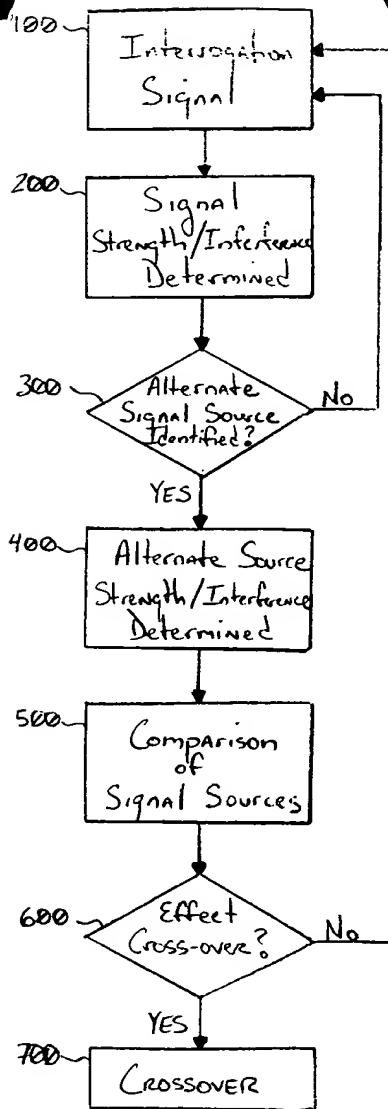 100
Interrogation
Signal
200
Signal
Strength/Inferference
Determined
300
Alternate
Signal Source
Identified?
No
YES
400
Alternate Source
Strength/Interference
Determined
500
Comparison
of
Signal Sources
600
Effect
Cross-over?
No
YES
700
CROSSOVER